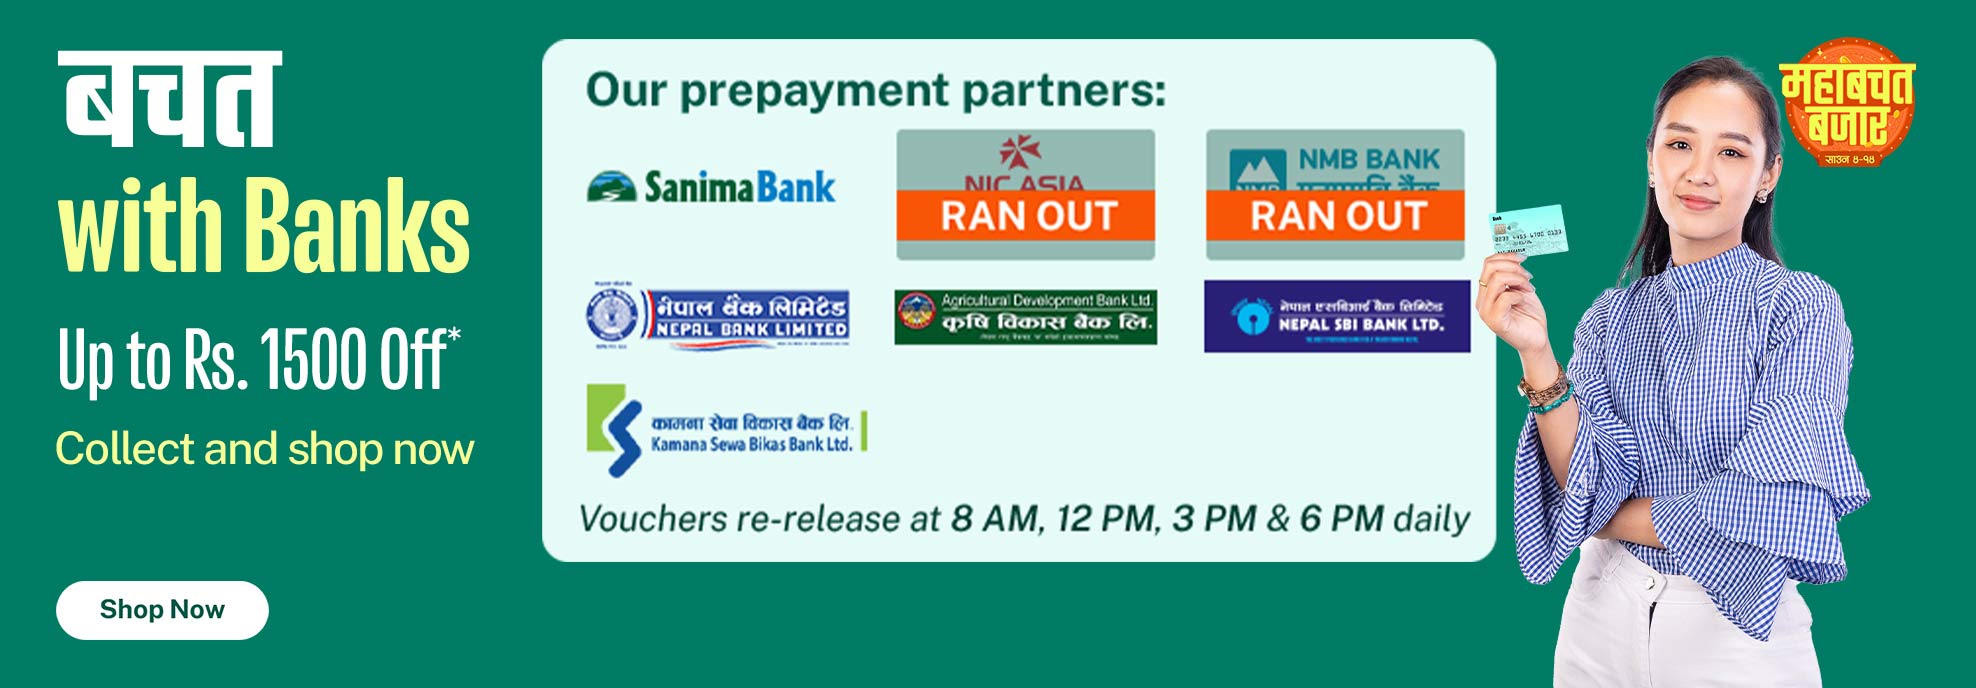 बचत
with Banks
Up to Rs. 1500 Off*
Collect and shop now
Shop Now
Our prepayment partners:
SanimaBank
NIC ASIA
RAN OUT
NMB BANK
NMB
RAN OUT
नेपाल बैंक लिमिटेड
NEPAL BANK LIMITED
Agricultural Development Bank Ltd.
कृषि विकास बैंक लि.
नेपाल एसबिआई बैंक लिमिटेड
NEPAL SBI BANK LTD.
कामना सेवा विकास बैंक लि.
Kamana Sewa Bikas Bank Ltd.
Vouchers re-release at 8 AM, 12 PM, 3 PM & 6 PM daily
महाबचत
बजार
साउन ४-१४
Bank